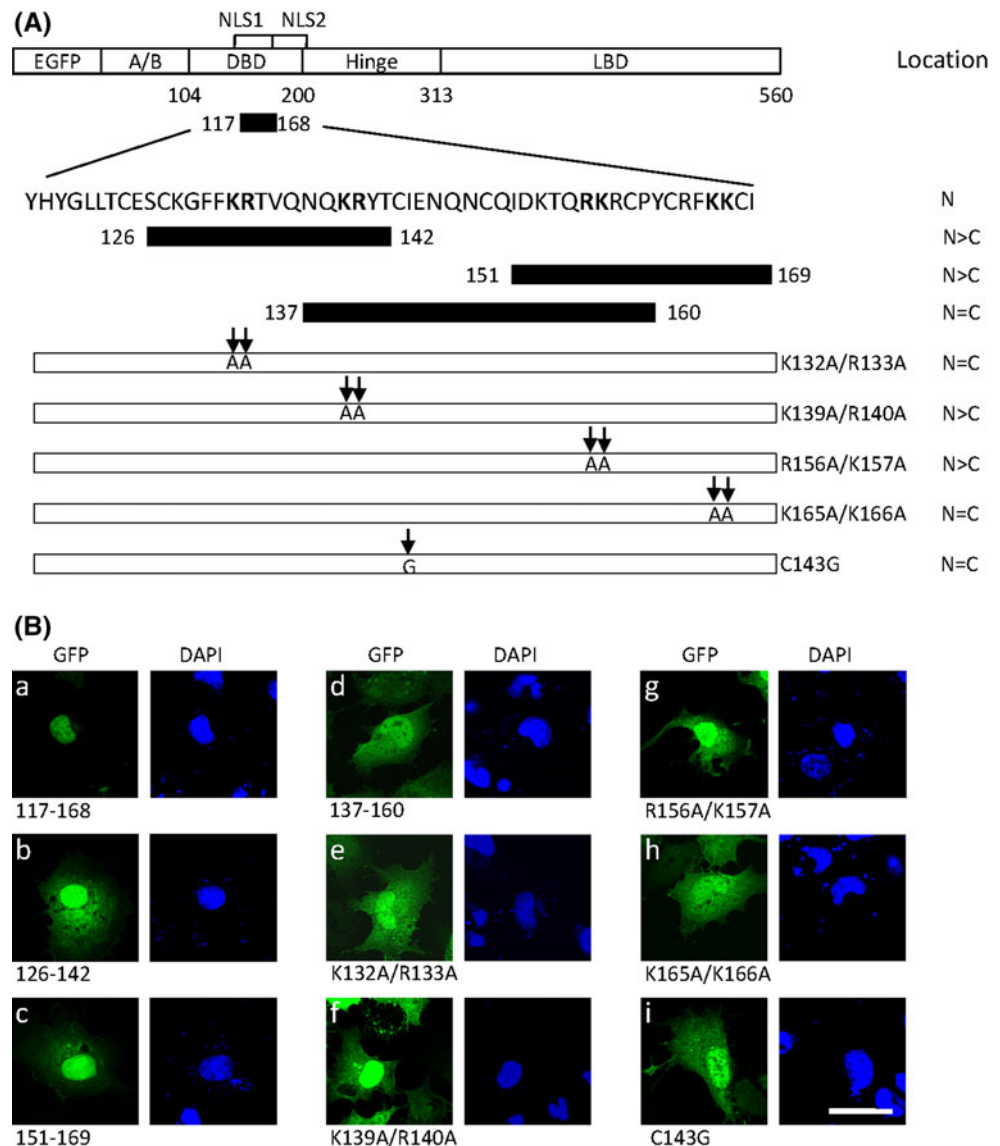 (A)
NLS1 NLS2
EGFP A/B DBD Hinge LBD Location
104 200 313 560
117 168
YHYGLLTCESCKGFFKRTVQNQKRYTCIENQNCQIDKTQRKRCPYCRFKKCI N
126 142 N>C
151 169 N>C
137 160 N=C
AA K132A/R133A N=C
AA K139A/R140A N>C
AA R156A/K157A N>C
AA K165A/K166A N=C
G C143G N=C
(B)
GFP DAPI GFP DAPI GFP DAPI
a d g
117-168 137-160 R156A/K157A
b e h
126-142 K132A/R133A K165A/K166A
c f i
151-169 K139A/R140A C143G